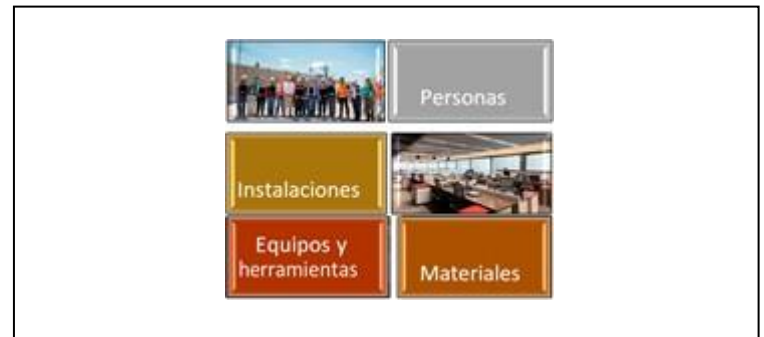 Personas
Instalaciones
Equipos y
herramientas
Materiales